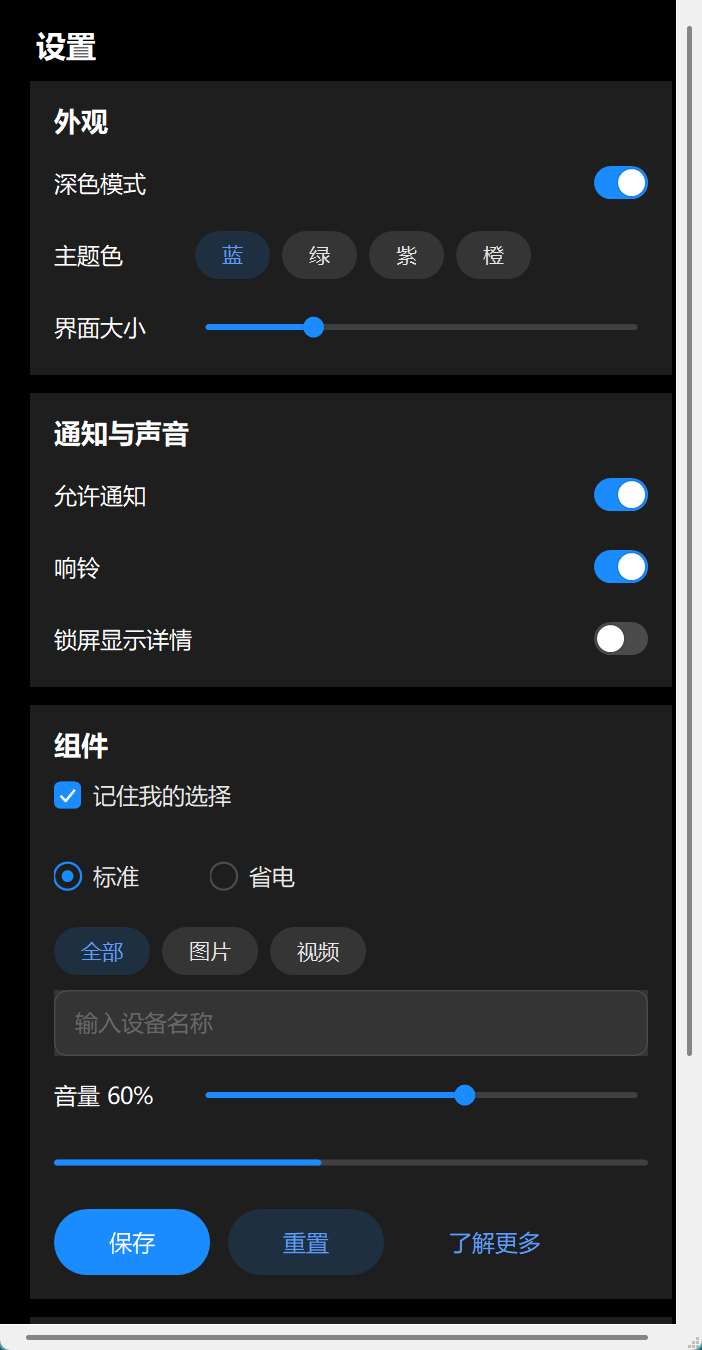 设置
外观
深色模式
主题色 蓝 绿 紫 橙
界面大小
通知与声音
允许通知
响铃
锁屏显示详情
组件
记住我的选择
标准 省电
全部 图片 视频
输入设备名称
音量 60%
保存 重置 了解更多